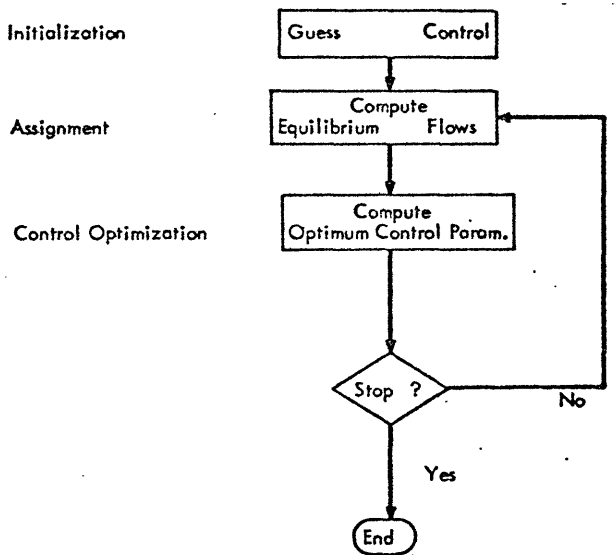 Initialization
Guess Control
Compute
Assignment
Equilibrium Flows
Compute
Control Optimization
Optimum Control Param.
Stop ?
No
Yes
End